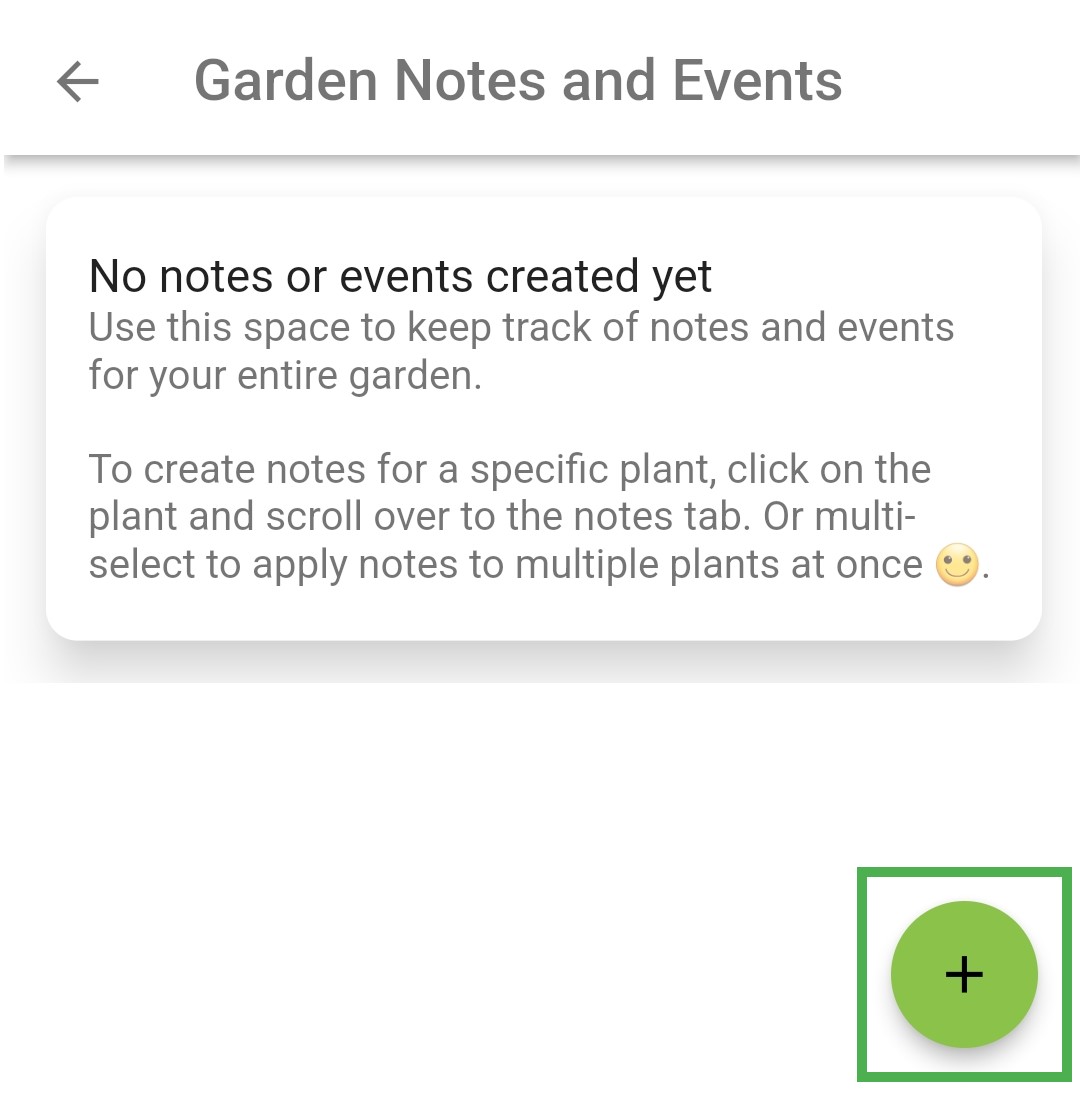 Garden Notes and Events
No notes or events created yet
Use this space to keep track of notes and events
for your entire garden.
To create notes for a specific plant, click on the
plant and scroll over to the notes tab. Or multi-
select to apply notes to multiple plants at once 🙂.
+